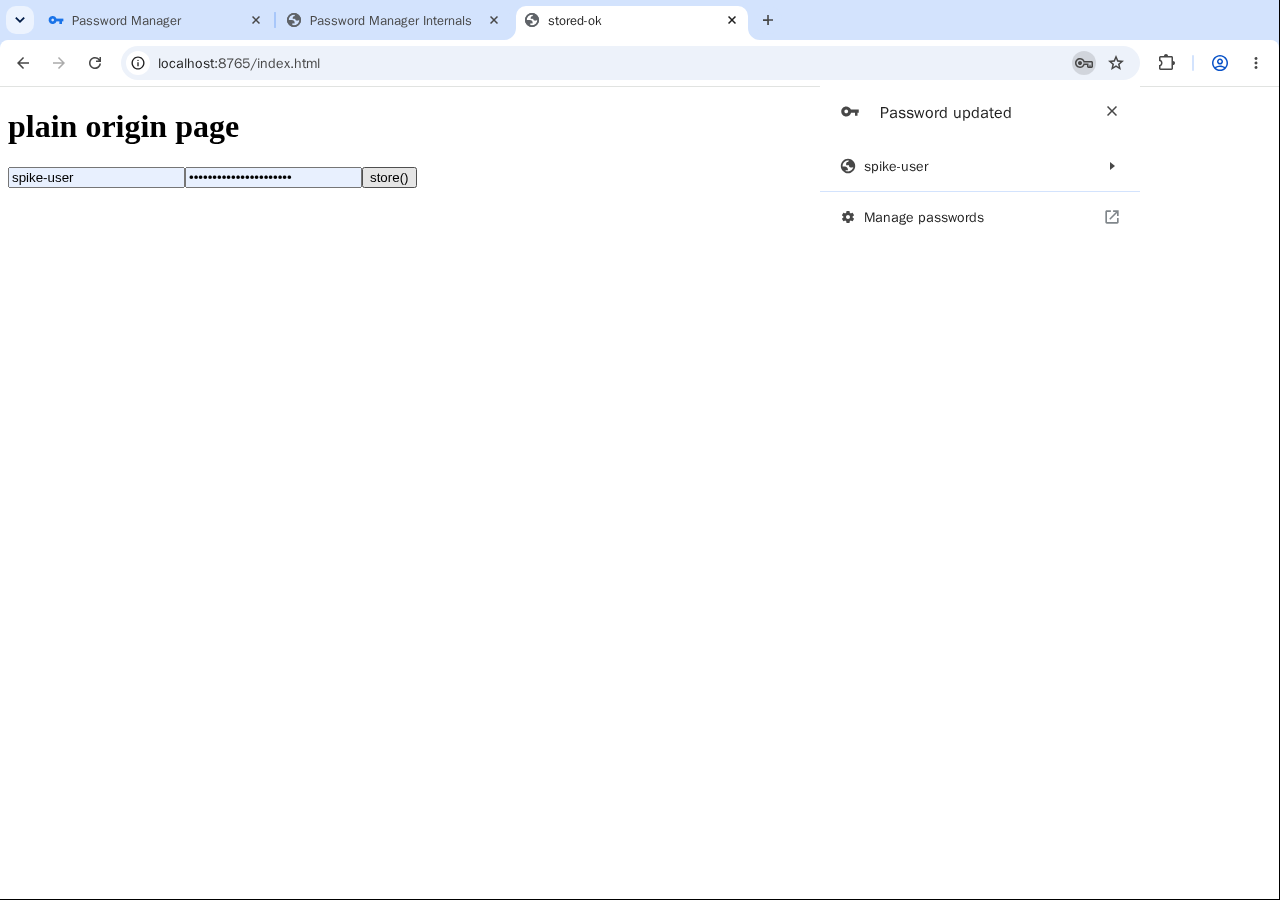 Password Manager
Password Manager Internals
stored-ok
localhost:8765/index.html
Password updated
plain origin page
spike-user
store()
spike-user
Manage passwords